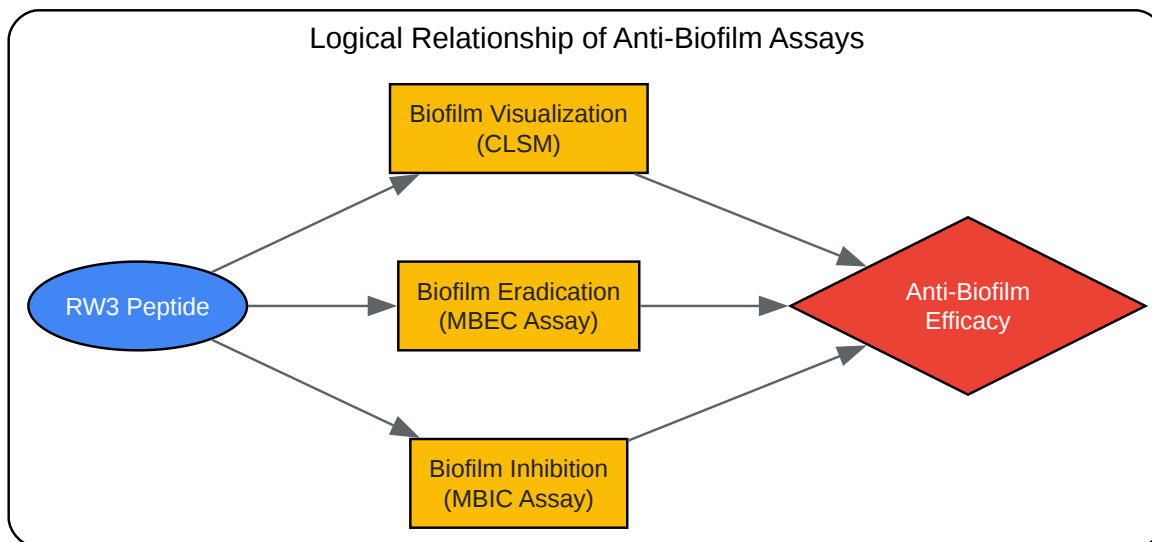 Logical Relationship of Anti-Biofilm Assays
Biofilm Visualization
(CLSM)
RW3 Peptide
Biofilm Eradication
(MBEC Assay)
Anti-Biofilm
Efficacy
Biofilm Inhibition
(MBIC Assay)